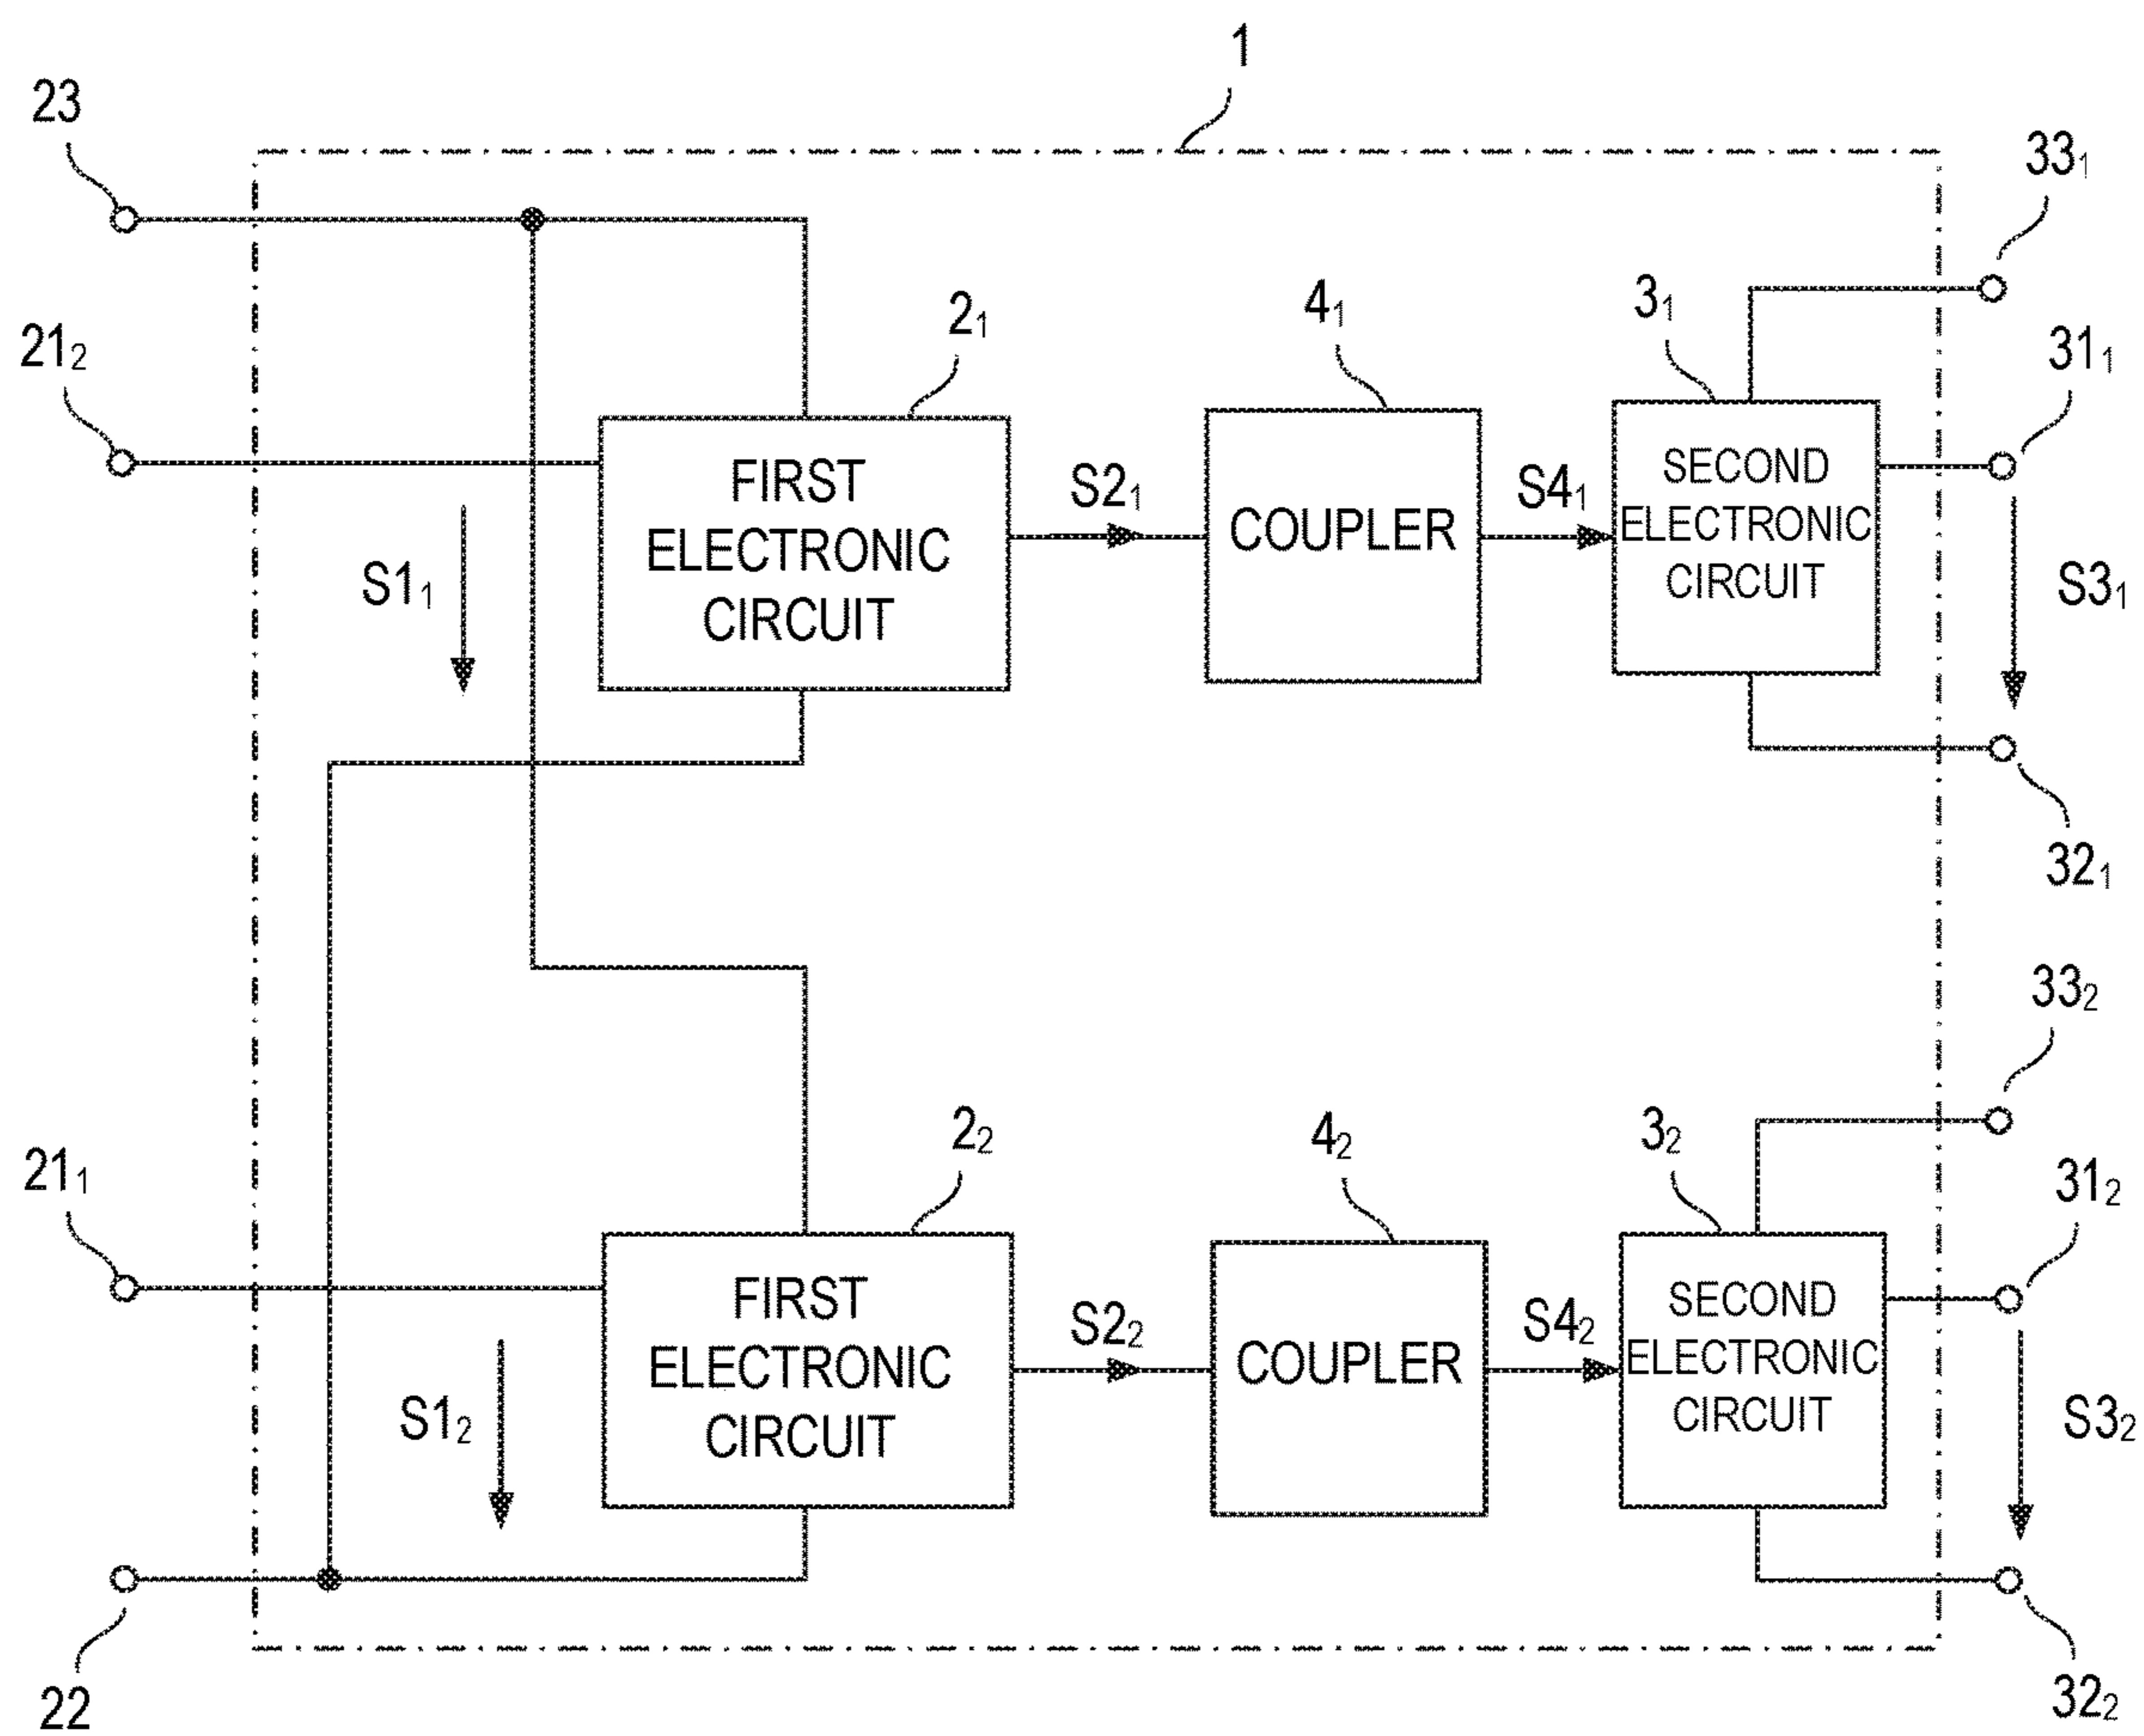 1
23
33₁
21₂
2₁
4₁
3₁
31₁
FIRST
ELECTRONIC
CIRCUIT
S2₁
COUPLER
S4₁
SECOND
ELECTRONIC
CIRCUIT
S1₁
S3₁
32₁
33₂
21₁
2₂
4₂
3₂
31₂
FIRST
ELECTRONIC
CIRCUIT
S2₂
COUPLER
S4₂
SECOND
ELECTRONIC
CIRCUIT
S1₂
S3₂
22
32₂